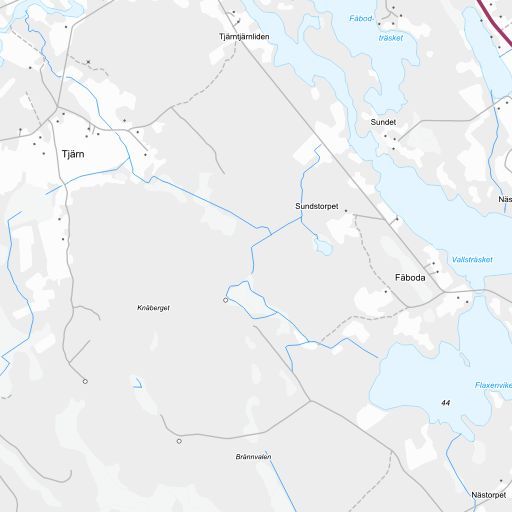 Fäbod-
träsket
Tjärntjärnliden
Sundet
Tjärn
Näs
Sundstorpet
Vallsträsket
Fäboda
Knäberget
Flaxenvike
44
Brännvalen
Nästorpet